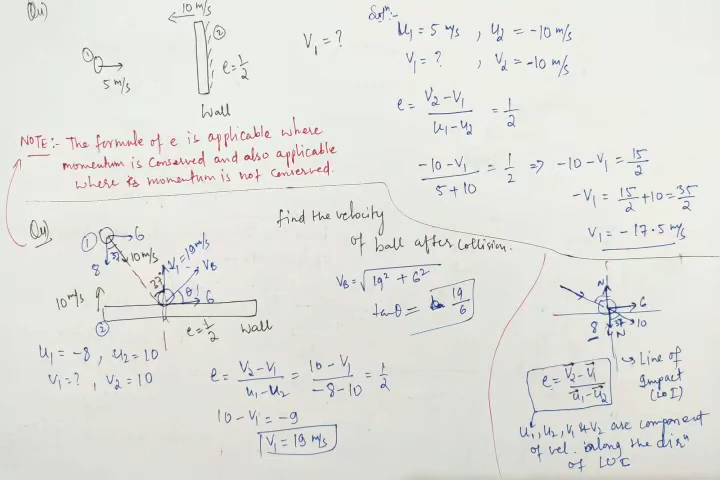 Qu)
10 m/s
①
5 m/s
②
e = 1/2
Wall
V₁ = ?
Solⁿ:-
U₁ = 5 m/s , U₂ = -10 m/s
V₁ = ? , V₂ = -10 m/s
e = (V₂ - V₁)/(U₁ - U₂) = 1/2
(-10 - V₁)/(5 + 10) = 1/2 ⇒ -10 - V₁ = 15/2
-V₁ = 15/2 + 10 = 35/2
V₁ = -17.5 m/s
NOTE:- The formule of e is applicable where
momentum is conserved and also applicable
where momentum is not conserved.
Qu)
find the velocity
of ball after collision.
①
6
8
37
10 m/s
V₁ = 19 m/s
V_B
37
θ
6
10 m/s
②
e = 1/2
Wall
U₁ = -8 , U₂ = 10
V₁ = ? , V₂ = 10
V_B = √(19² + 6²)
tanθ = 19/6
e = (V₂ - V₁)/(U₁ - U₂) = (10 - V₁)/(-8 - 10) = 1/2
10 - V₁ = -9
V₁ = 19 m/s
N
6
37
10
8
N
Line of
Impact
(LOI)
e = (V₂ - V₁)/(U₁ - U₂)
U₁, U₂, V₁ & V₂ are component
of vel. along the dirⁿ
of LOI